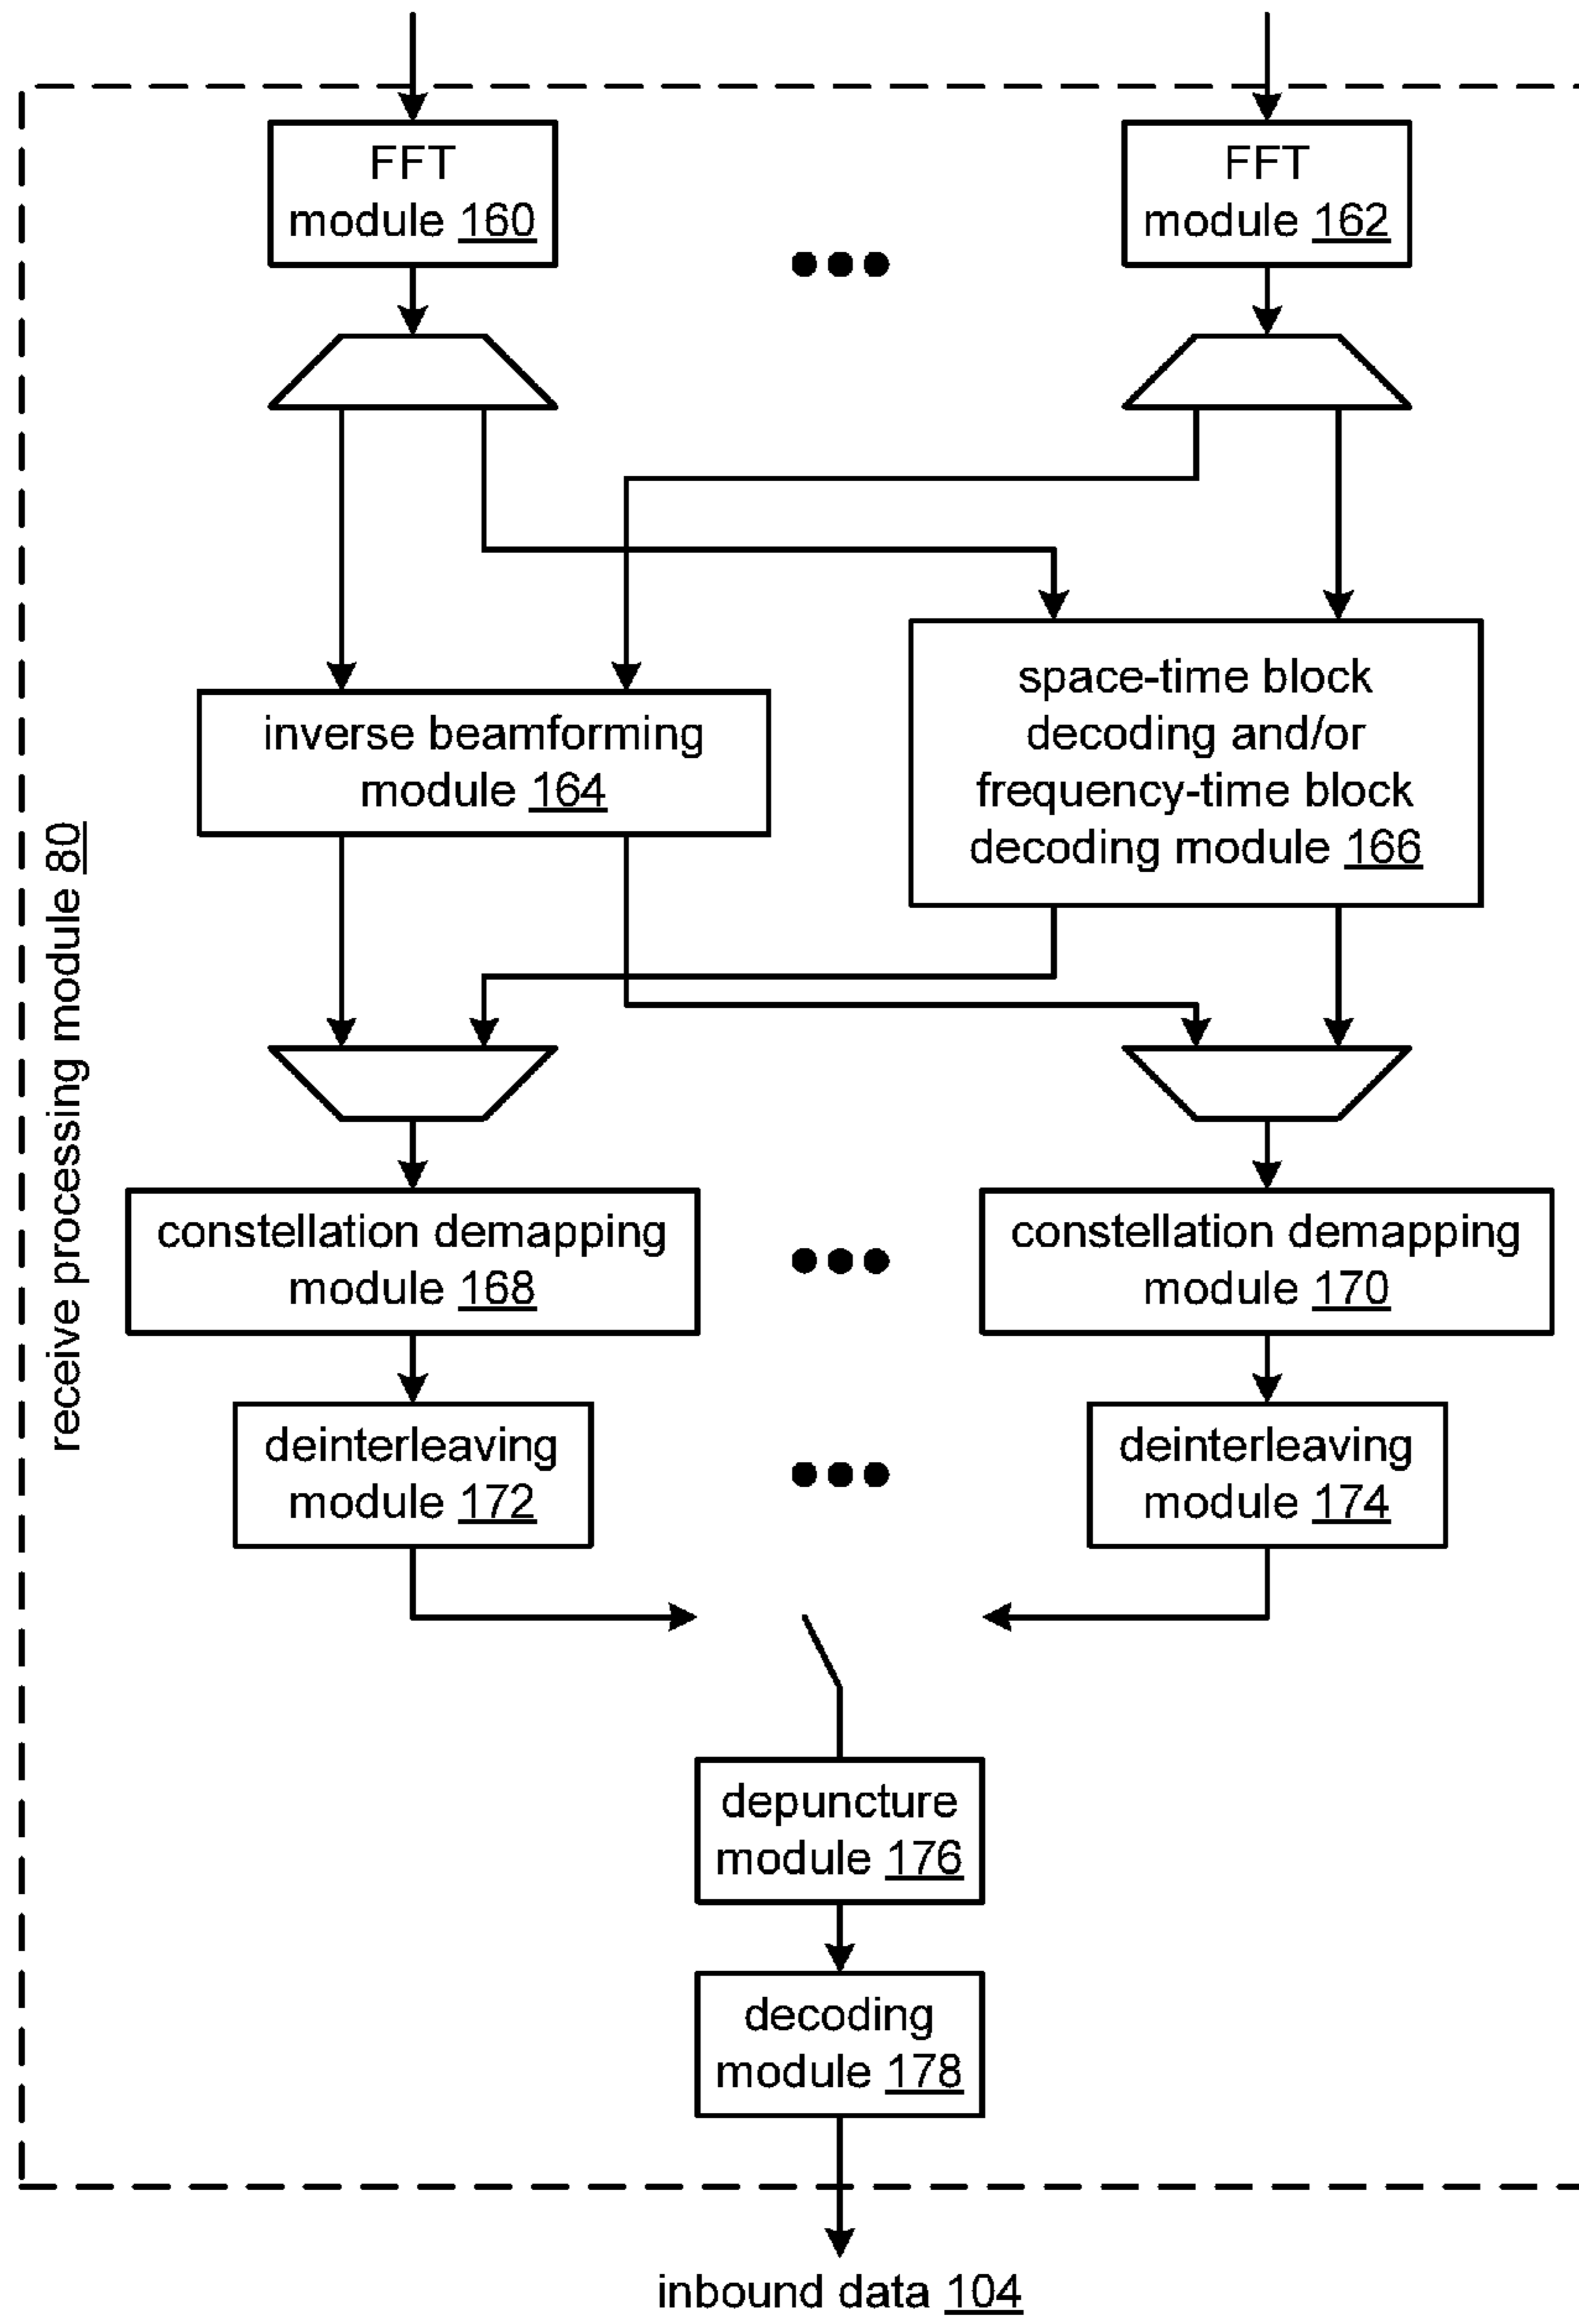 FFT
module 160
FFT
module 162
inverse beamforming
module 164
space-time block
decoding and/or
frequency-time block
decoding module 166
receive processing module 80
constellation demapping
module 168
constellation demapping
module 170
deinterleaving
module 172
deinterleaving
module 174
depuncture
module 176
decoding
module 178
inbound data 104